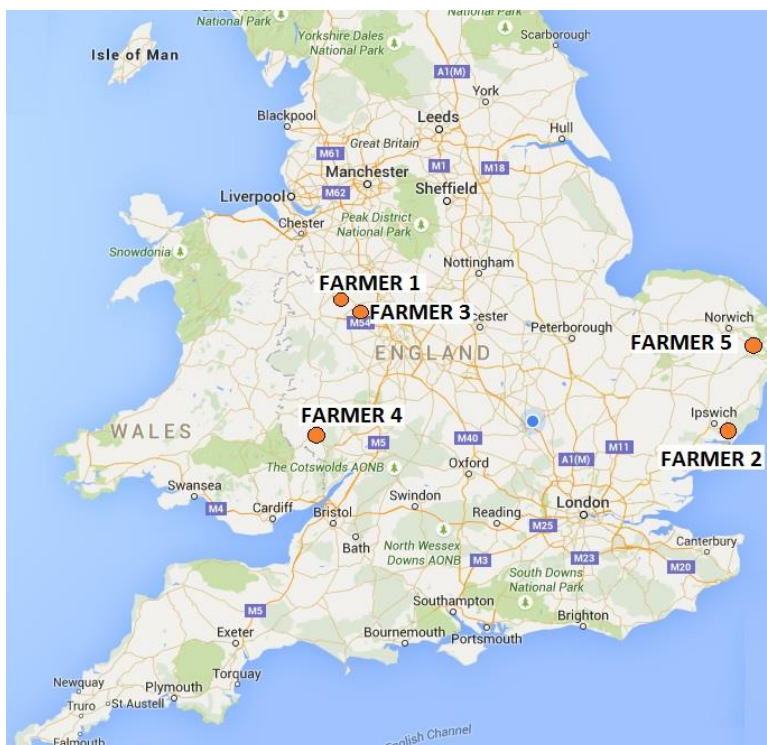 National Park
Yorkshire Dales
National Park
National Park
Scarborough
Isle of Man
A1(M)
York
Blackpool
Leeds
Great Britain
Hull
M61
Manchester
M1
M18
Liverpool
M62
Sheffield
Chester
Peak District
National Park
Snowdonia
Nottingham
FARMER 1
FARMER 3
M54
cester
Peterborough
Norwich
FARMER 5
ENGLAND
FARMER 4
Ipswich
WALES
M5
M40
M11
FARMER 2
The Cotswolds AONB
Oxford
A1(M)
Swansea
Swindon
London
M4
Cardiff
Bristol
Reading
M25
Bath
Canterbury
North Wessex
Downs AONB
M3
M23
M20
South Downs
National Park
M5
Southampton
Brighton
Exeter
Bournemouth
Portsmouth
Newquay
Torquay
Plymouth
Truro
St Austell
Falmouth
English Channel